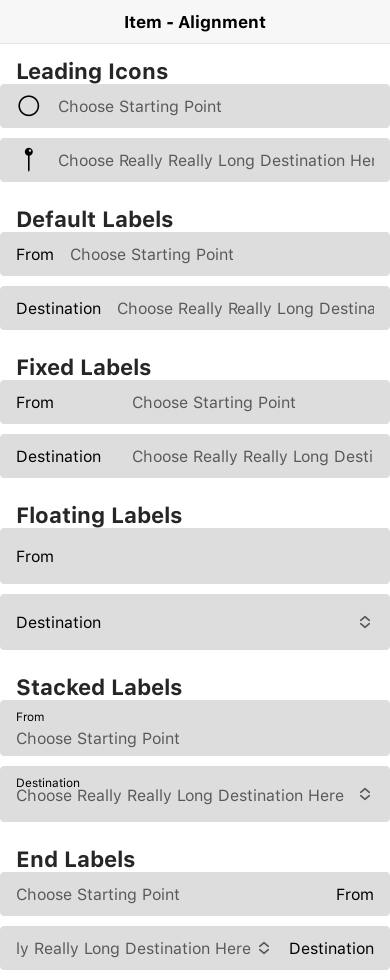 Item - Alignment
Leading Icons
Choose Starting Point
Choose Really Really Long Destination Her
Default Labels
From Choose Starting Point
Destination Choose Really Really Long Destina
Fixed Labels
From Choose Starting Point
Destination Choose Really Really Long Desti
Floating Labels
From
Destination
Stacked Labels
From
Choose Starting Point
Destination
Choose Really Really Long Destination Here
End Labels
Choose Starting Point From
ly Really Long Destination Here Destination